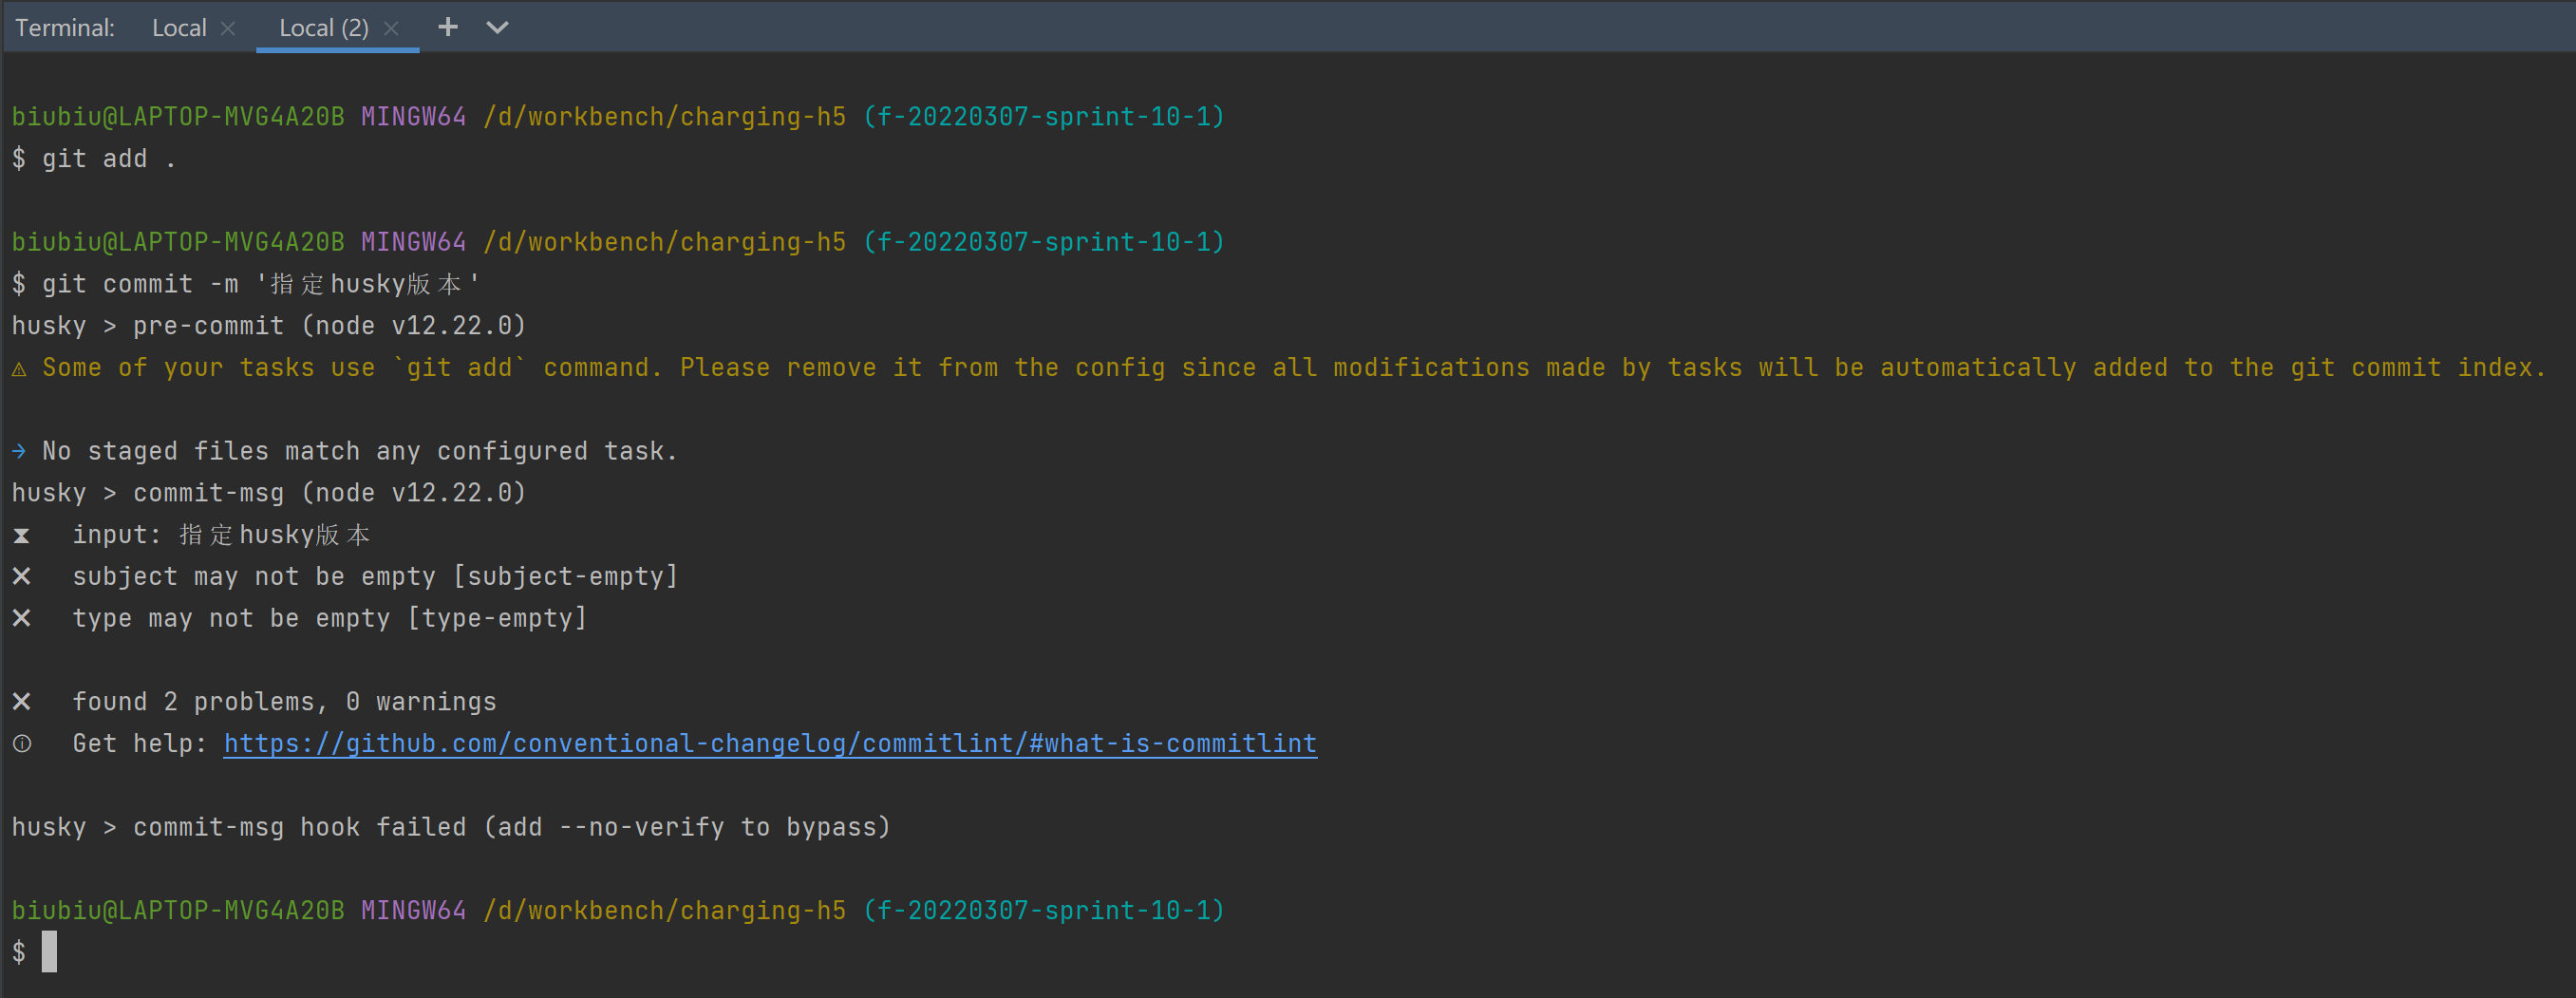 Terminal: Local × Local (2) × +
biubiu@LAPTOP-MVG4A20B MINGW64 /d/workbench/charging-h5 (f-20220307-sprint-10-1)
$ git add .
biubiu@LAPTOP-MVG4A20B MINGW64 /d/workbench/charging-h5 (f-20220307-sprint-10-1)
$ git commit -m '指定husky版本'
husky > pre-commit (node v12.22.0)
⚠ Some of your tasks use `git add` command. Please remove it from the config since all modifications made by tasks will be automatically added to the git commit index.
→ No staged files match any configured task.
husky > commit-msg (node v12.22.0)
⧗ input: 指定husky版本
✖ subject may not be empty [subject-empty]
✖ type may not be empty [type-empty]
✖ found 2 problems, 0 warnings
ⓘ Get help: https://github.com/conventional-changelog/commitlint/#what-is-commitlint
husky > commit-msg hook failed (add --no-verify to bypass)
biubiu@LAPTOP-MVG4A20B MINGW64 /d/workbench/charging-h5 (f-20220307-sprint-10-1)
$